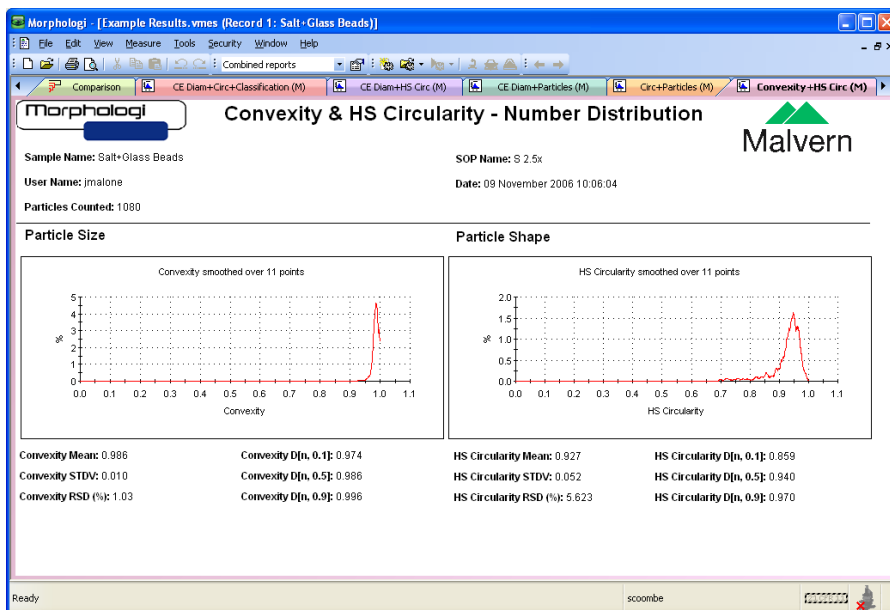 Morphologi - [Example Results.vmes (Record 1: Salt+Glass Beads)]
File Edit View Measure Tools Security Window Help
Combined reports
Comparison CE Diam+Circ+Classification (M) CE Diam+HS Circ (M) CE Diam+Particles (M) Circ+Particles (M) Convexity+HS Circ (M)
Morphologi
Convexity & HS Circularity - Number Distribution
Malvern
Sample Name: Salt+Glass Beads
SOP Name: S 2.5x
User Name: jmalone
Date: 09 November 2006 10:06:04
Particles Counted: 1080
Particle Size
Particle Shape
Convexity smoothed over 11 points
5
4
3
2
1
0
%
0.0 0.1 0.2 0.3 0.4 0.5 0.6 0.7 0.8 0.9 1.0 1.1
Convexity
HS Circularity smoothed over 11 points
2.0
1.5
1.0
0.5
0.0
%
0.0 0.1 0.2 0.3 0.4 0.5 0.6 0.7 0.8 0.9 1.0 1.1
HS Circularity
Convexity Mean: 0.986 Convexity D[n, 0.1]: 0.974
Convexity STDV: 0.010 Convexity D[n, 0.5]: 0.986
Convexity RSD (%): 1.03 Convexity D[n, 0.9]: 0.996
HS Circularity Mean: 0.927 HS Circularity D[n, 0.1]: 0.859
HS Circularity STDV: 0.052 HS Circularity D[n, 0.5]: 0.940
HS Circularity RSD (%): 5.623 HS Circularity D[n, 0.9]: 0.970
Ready
scoombe